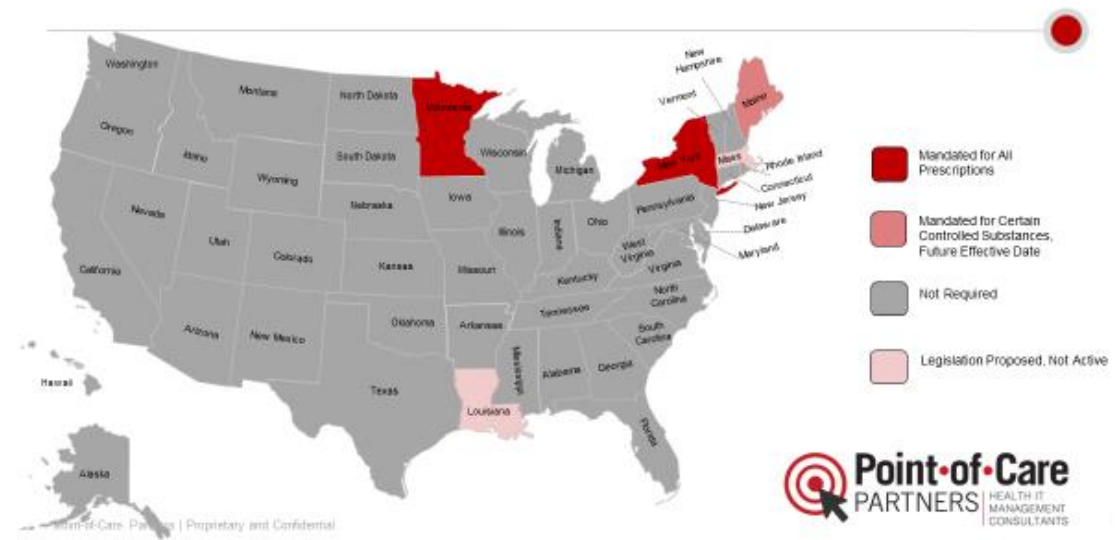 Washington
Montana
North Dakota
Minnesota
New Hampshire
Vermont
Maine
Oregon
Idaho
Wyoming
South Dakota
Wisconsin
Michigan
New York
Mass
Rhode Island
Connecticut
New Jersey
Delaware
Maryland
Nevada
Utah
Colorado
Nebraska
Iowa
Illinois
Indiana
Ohio
Pennsylvania
West
Virginia
Virginia
California
Kansas
Missouri
Kentucky
North
Carolina
Tennessee
Arizona
New Mexico
Oklahoma
Arkansas
South
Carolina
Mississippi
Alabama
Georgia
Hawaii
Texas
Louisiana
Florida
Alaska
Mandated for All
Prescriptions
Mandated for Certain
Controlled Substances,
Future Effective Date
Not Required
Legislation Proposed, Not Active
Point-of-Care
PARTNERS
HEALTH IT
MANAGEMENT
CONSULTANTS
Point-of-Care Partners | Proprietary and Confidential